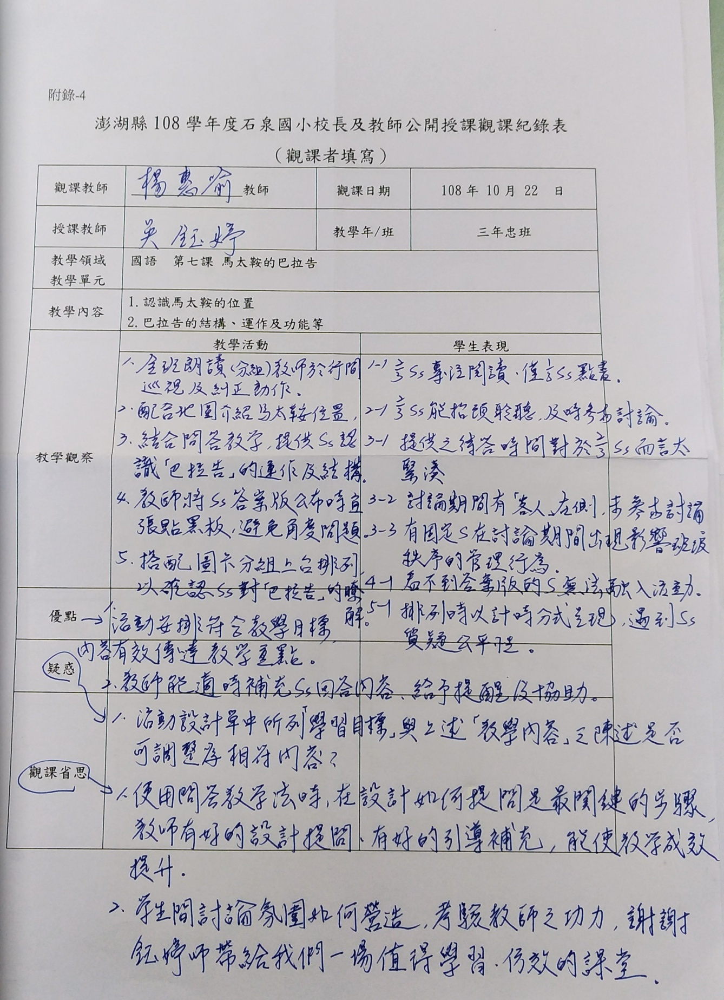 附錄-4
澎湖縣 108 學年度石泉國小校長及教師公開授課觀課紀錄表
（觀課者填寫）
觀課教師 楊惠喻 教師 觀課日期 108 年 10 月 22 日
授課教師 吳鈺婷 教學年/班 三年忠班
教學領域 國語 第七課 馬太鞍的巴拉告
教學單元
教學內容
1.認識馬太鞍的位置
2.巴拉告的結構、運作及功能等
教學觀察
教學活動
1.全班朗讀(分組)教師於行間
巡視及糾正動作。
2.配合地圖介紹馬太鞍位置,
3.結合問答教学,提供Ss認
識「巴拉告」的運作及結構。
4.教師將Ss答案版公布時宜
張貼黑板,避免角度問題。
5.搭配圖卡分組上台排列,
以確認Ss對「巴拉告」的瞭
解。
學生表現
1-1 Ss專注閱讀、僅 Ss點書。
2-1 Ss能抬頭聆聽,及時參與討論。
3-1 提供之待答時間對於 Ss而言太
緊湊
3-2 討論期間有「客人」在側,未參與討論
3-3 有固定S在討論期間出現影響班級
秩序的管理行為.
4-1 看不到答案版的S無法融入活動。
5-1 排列時以計時方式呈現,遇到Ss
質疑公平性。
優點
1.活動安排符合教學目標,
內容有效傳達教学重點。
2.教師能適時補充Ss回答內容、給予提醒及協助。
疑惑
1.活動設計單中所列「學習目標」與上述「教學內容」之陳述是否
可調整為相符內容?
觀課省思
1.使用問答教学法時,在設計如何提問是最關鍵的步驟,
教師有好的設計提問、有好的引導補充,能使教学成效
提升.
2.学生間討論氛圍如何營造,考驗教師之功力,謝謝
鈺婷師帶給我們一場值得學習、仿效的課堂.